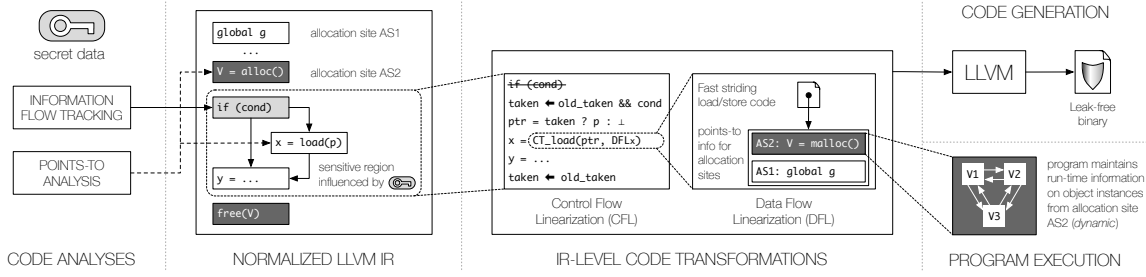 secret data
INFORMATION
FLOW TRACKING
POINTS-TO
ANALYSIS
CODE ANALYSES
global g
...
V = alloc()
if (cond)
x = load(p)
y = ...
free(V)
allocation site AS1
allocation site AS2
sensitive region
influenced by
NORMALIZED LLVM IR
if (cond)
taken ← old_taken && cond
ptr = taken ? p : ⊥
x = CT_load(ptr, DFLx)
y = ...
taken ← old_taken
Control Flow
Linearization (CFL)
Fast striding
load/store code
points-to
info for
allocation
sites
AS2: V = malloc()
AS1: global g
Data Flow
Linearization (DFL)
IR-LEVEL CODE TRANSFORMATIONS
CODE GENERATION
LLVM
Leak-free
binary
V1
V2
V3
program maintains
run-time information
on object instances
from allocation site
AS2 (dynamic)
PROGRAM EXECUTION